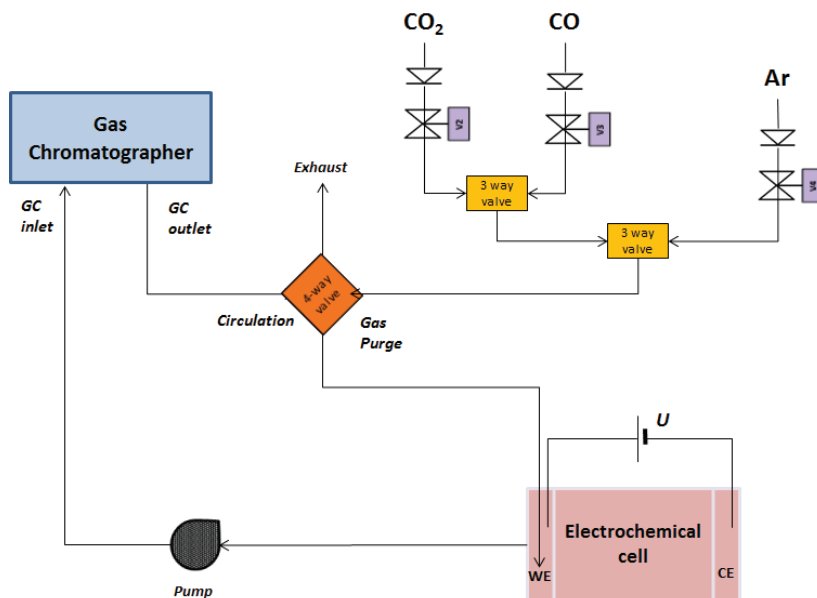 CO₂
CO
Ar
V2
V3
V4
Gas
Chromatographer
GC
inlet
GC
outlet
Exhaust
3 way
valve
3 way
valve
4-way
valve
Circulation
Gas
Purge
U
Electrochemical
cell
WE
CE
Pump